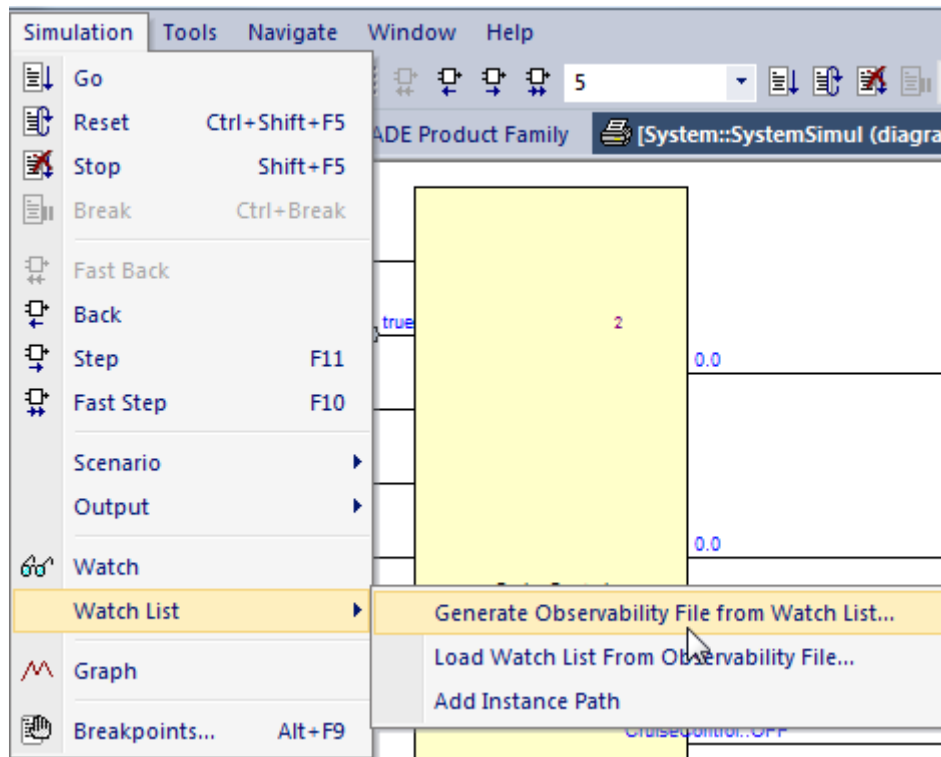 Simulation Tools Navigate Window Help
Go
5
Reset Ctrl+Shift+F5
ADE Product Family [System::SystemSimul (diagra
Stop Shift+F5
Break Ctrl+Break
Fast Back
Back
true 2
Step F11
0.0
Fast Step F10
Scenario
Output
0.0
Watch
Watch List
Generate Observability File from Watch List...
Load Watch List From Observability File...
Graph
Add Instance Path
Breakpoints... Alt+F9
CruiseControl::OFF